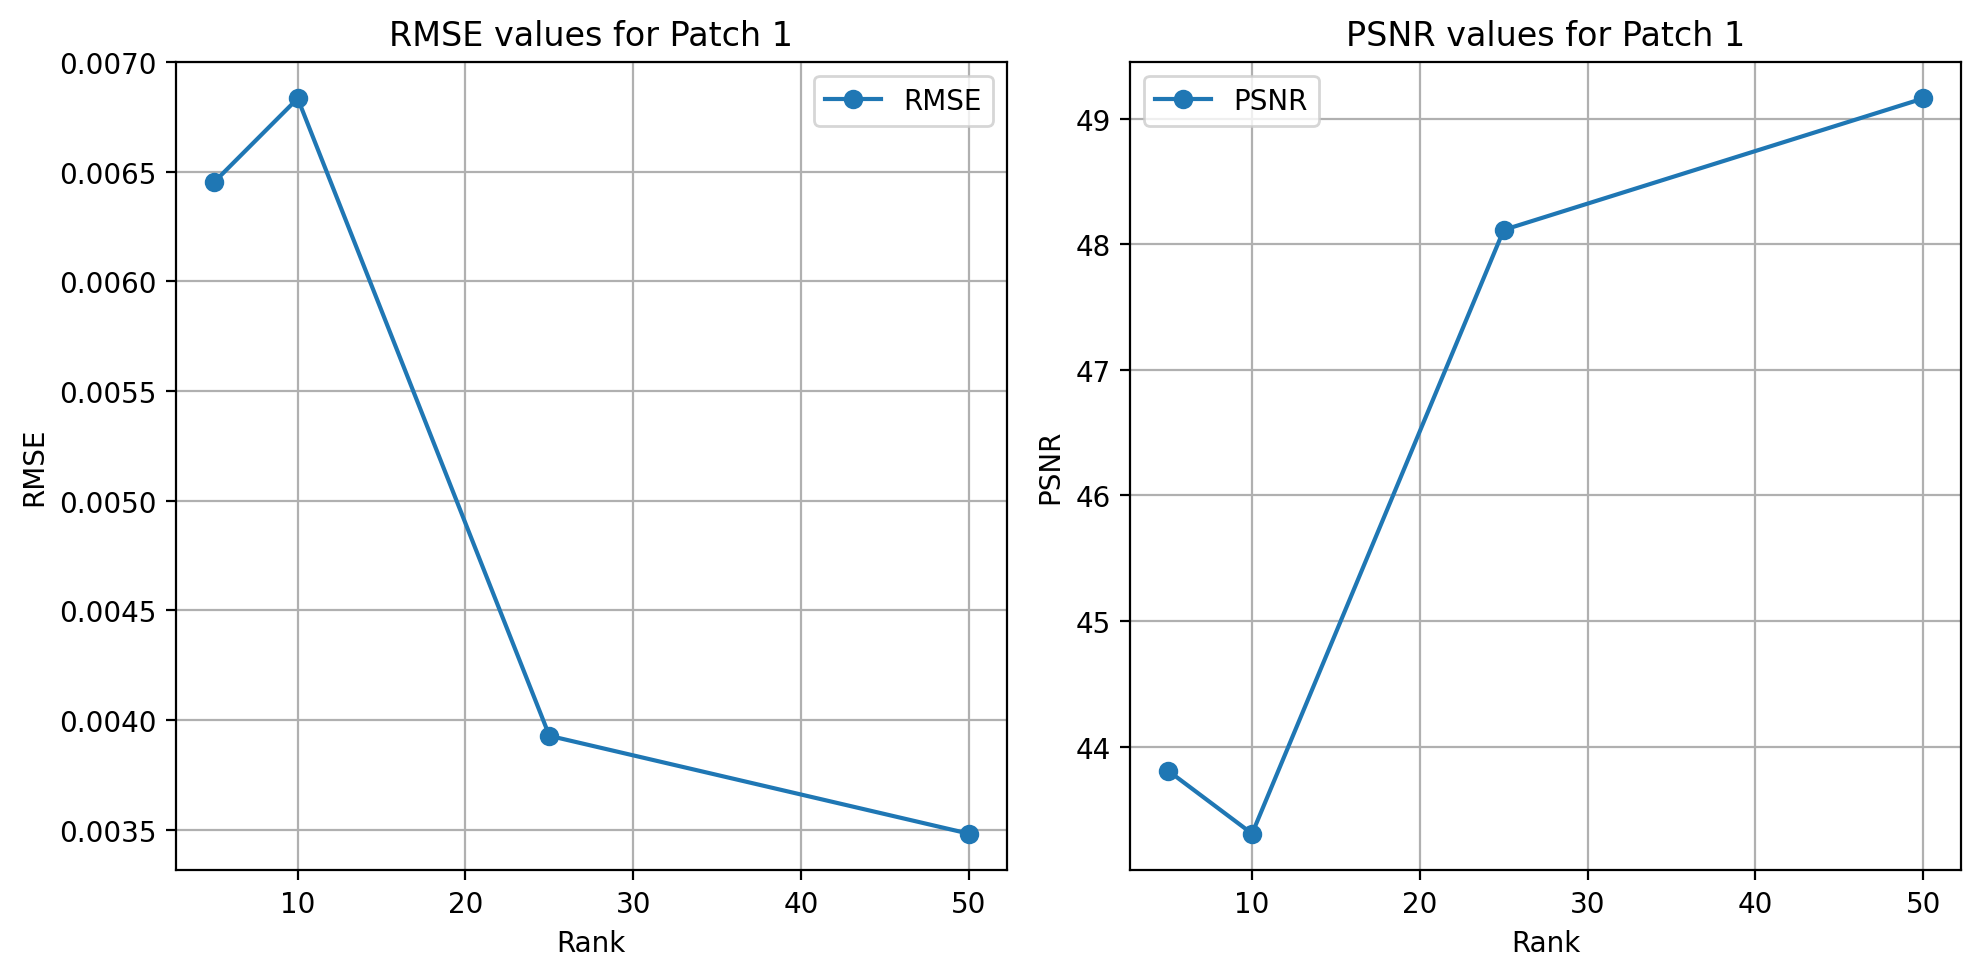 RMSE values for Patch 1
0.0070
0.0065
0.0060
0.0055
0.0050
0.0045
0.0040
0.0035
RMSE
RMSE
10 20 30 40 50
Rank
PSNR values for Patch 1
49
48
47
46
45
44
PSNR
PSNR
10 20 30 40 50
Rank